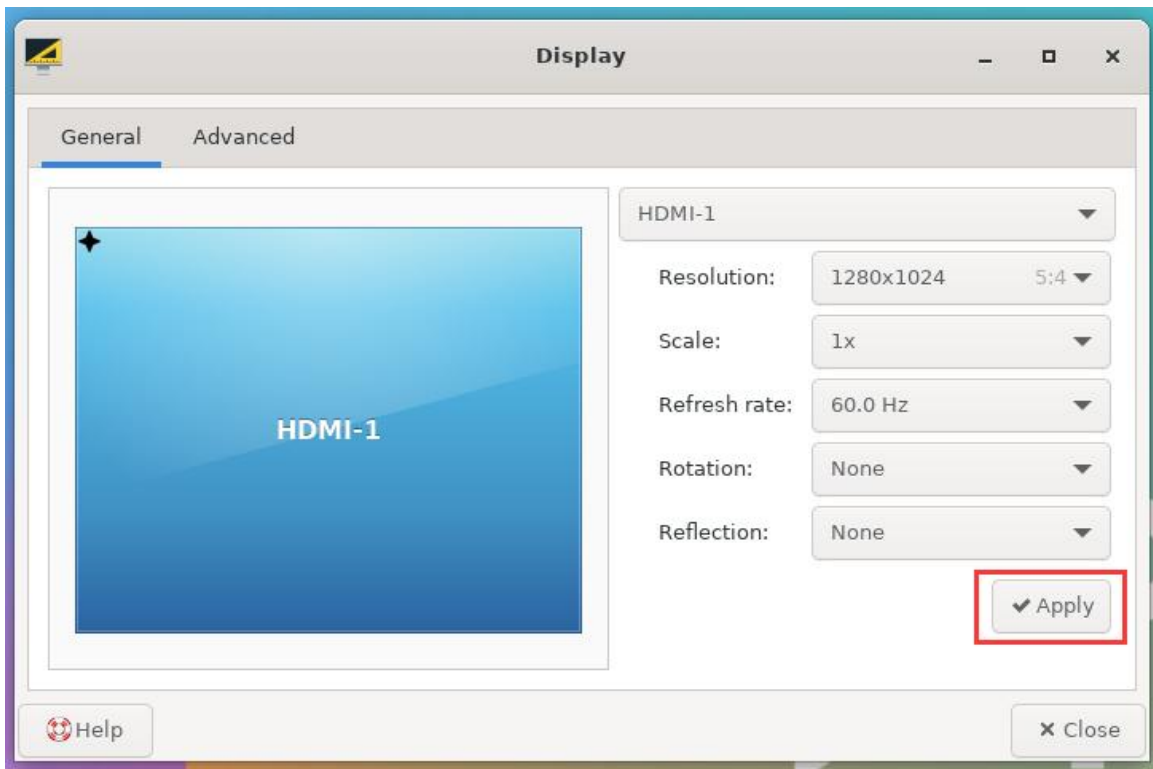 Display
General Advanced
HDMI-1
HDMI-1
Resolution: 1280x1024 5:4
Scale: 1x
Refresh rate: 60.0 Hz
Rotation: None
Reflection: None
Apply
Help
Close